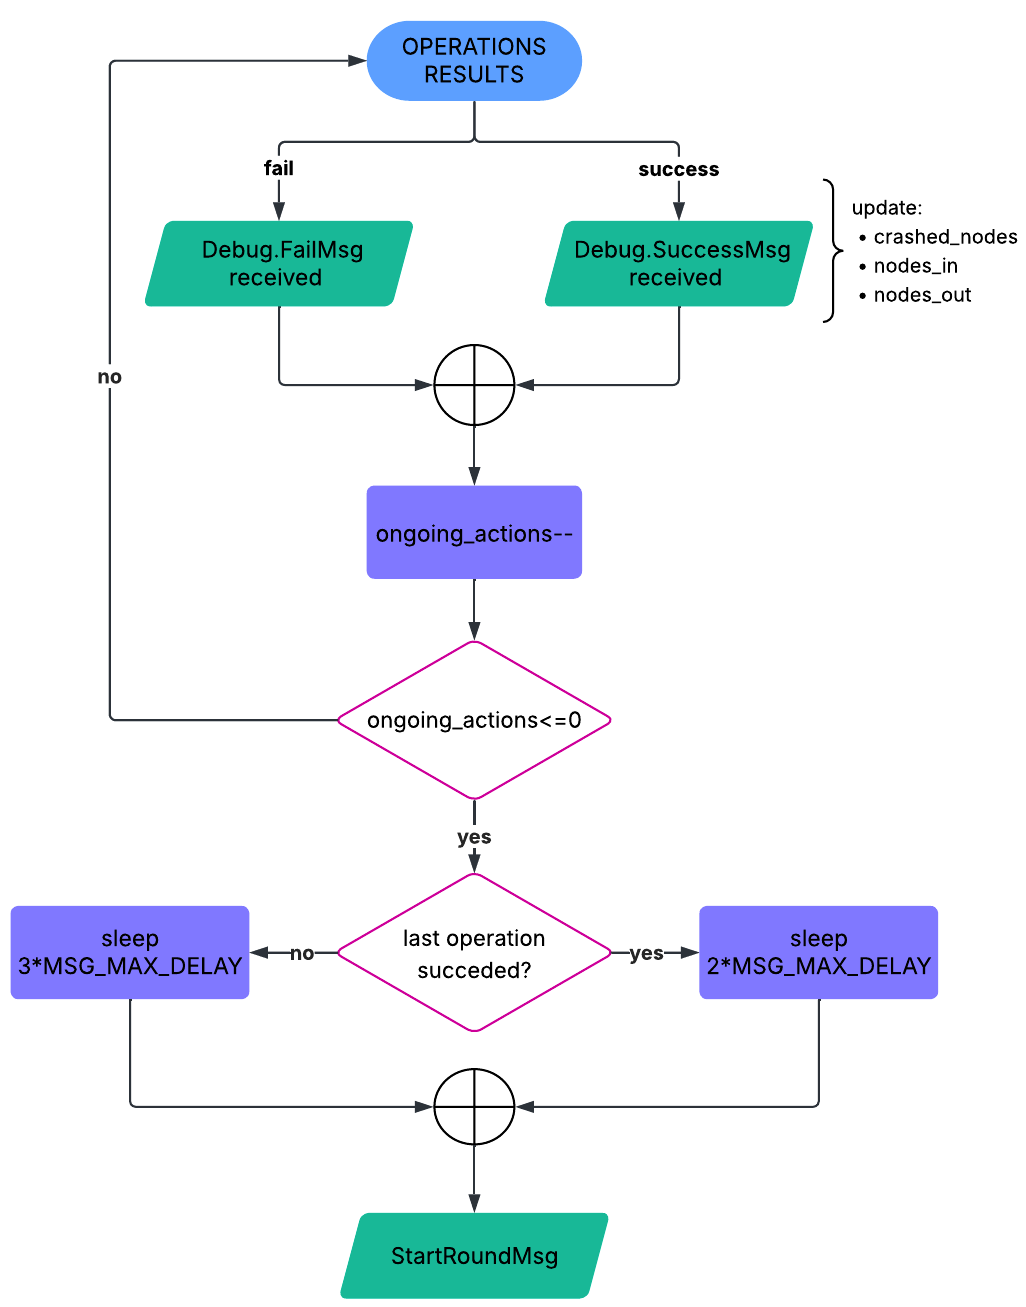 OPERATIONS
RESULTS
fail
success
Debug.FailMsg
received
Debug.SuccessMsg
received
update:
• crashed_nodes
• nodes_in
• nodes_out
no
ongoing_actions--
ongoing_actions<=0
yes
sleep
3*MSG_MAX_DELAY
no
last operation
succeded?
yes
sleep
2*MSG_MAX_DELAY
StartRoundMsg